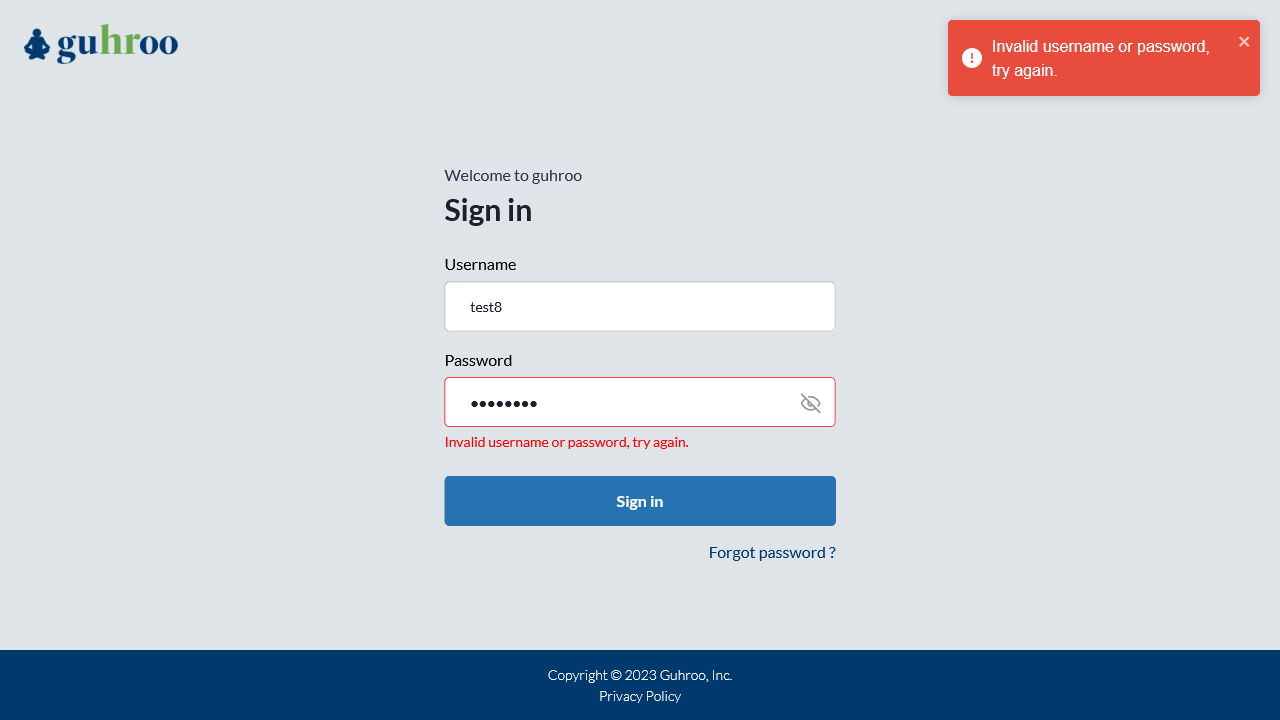 guhroo
Invalid username or password,
try again.
Welcome to guhroo
Sign in
Username
test8
Password
••••••••
Invalid username or password, try again.
Sign in
Forgot password ?
Copyright © 2023 Guhroo, Inc.
Privacy Policy